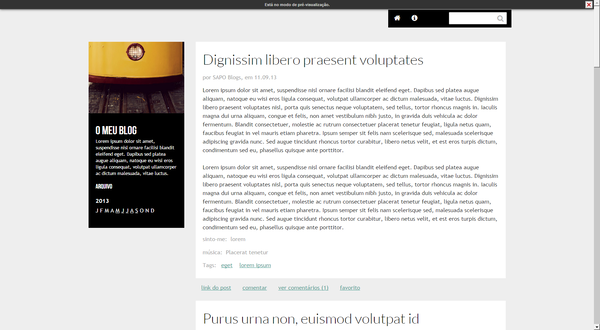 Está no modo de pré-visualização.
O MEU BLOG
Lorem ipsum dolor sit amet, consectetuer
suspendisse nisl ornare facilisi blandit
eleifend eget. Dapibus sed platea
augue aliquam, natoque eu wisi eros
ligula consequat, volutpat ullamcorper
ac dictum malesuada, vitae luctus.
ARQUIVO
2013
J F M A M J J A S O N D
Dignissim libero praesent voluptates
por SAPO Blogs, em 11.09.13
Lorem ipsum dolor sit amet, suspendisse nisl ornare facilisi blandit eleifend eget. Dapibus sed platea augue
aliquam, natoque eu wisi eros ligula consequat, volutpat ullamcorper ac dictum malesuada, vitae luctus. Dignissim
libero praesent voluptates nisl, porta quis senectus neque voluptatem, sed tellus, tortor rhoncus magnis in. Iaculis
magna dui urna aliquam, congue et felis, non amet vestibulum nibh justo, in gravida duis vehicula ac dolor
fermentum. Blandit consectetuer, molestie ac rutrum consectetuer placerat tenetur feugiat, ligula netus quam,
faucibus feugiat in vel mauris etiam pharetra. Ipsum semper sit felis nam scelerisque sed, malesuada scelerisque
adipiscing gravida nunc. Sed augue tincidunt rhoncus tortor curabitur, libero netus in velit, et est eros turpis dictum,
condimentum sed eu, phasellus quisque ante porttitor.
Lorem ipsum dolor sit amet, suspendisse nisl ornare facilisi blandit eleifend eget. Dapibus sed platea augue
aliquam, natoque eu wisi eros ligula consequat, volutpat ullamcorper ac dictum malesuada, vitae luctus. Dignissim
libero praesent voluptates nisl, porta quis senectus neque voluptatem, sed tellus, tortor rhoncus magnis in. Iaculis
magna dui urna aliquam, congue et felis, non amet vestibulum nibh justo, in gravida duis vehicula ac dolor
fermentum. Blandit consectetuer, molestie ac rutrum consectetuer placerat tenetur feugiat, ligula netus quam,
faucibus feugiat in vel mauris etiam pharetra. Ipsum semper sit felis nam scelerisque sed, malesuada scelerisque
adipiscing gravida nunc. Sed augue tincidunt rhoncus tortor curabitur, libero netus in velit, et est eros turpis dictum,
condimentum sed eu, phasellus quisque ante porttitor.
sinto-me: lorem
música: Placerat tenetur
Tags: eget lorem ipsum
link do post comentar ver comentários (1) favorito
Purus urna non, euismod volutpat id